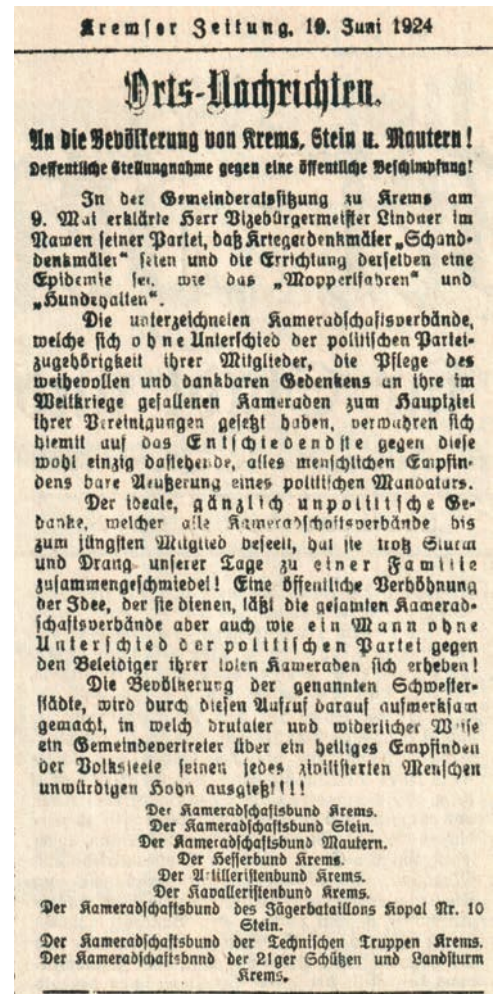 Kremser Zeitung, 19. Juni 1924
Orts-Nachrichten.
An die Bevölkerung von Krems, Stein u. Mautern!
Oeffentliche Stellungnahme gegen eine öffentliche Beschimpfung!
In der Gemeinderatssitzung zu Krems am
9. Mai erklärte Herr Vizebürgermeister Lindner im
Namen seiner Partei, daß Kriegerdenkmäler „Schand-
denkmäler“ seien und die Errichtung derselben eine
Epidemie sei, wie das „Mopperlfahren“ und
„Hundehalten“.
Die unterzeichneten Kameradschaftsverbände,
welche sich ohne Unterschied der politischen Partei-
zugehörigkeit ihrer Mitglieder, die Pflege des
weihevollen und dankbaren Gedenkens an ihre im
Weltkriege gefallenen Kameraden zum Hauptziel
ihrer Vereinigungen gesetzt haben, verwahren sich
hiemit auf das Entschiedendste gegen diese
wohl einzig dastehende, alles menschlichen Empfin-
dens bare Aeußerung eines politischen Mandatars.
Der ideale, gänzlich unpolitische Ge-
danke, welcher alle Kameradschaftsverbände bis
zum jüngsten Mitglied beseelt, hat sie trotz Sturm
und Drang unserer Tage zu einer Familie
zusammengeschmiedet! Eine öffentliche Verhöhnung
der Idee, der sie dienen, läßt die gesamten Kamerad-
schaftsverbände aber auch wie ein Mann ohne
Unterschied der politischen Partei gegen
den Beleidiger ihrer toten Kameraden sich erheben!
Die Bevölkerung der genannten Schwester-
städte, wird durch diesen Aufruf darauf aufmerksam
gemacht, in welch brutaler und widerlicher Weise
ein Gemeindevertreter über ein heiliges Empfinden
der Volksseele seinen jedes zivilisierten Menschen
unwürdigen Hohn ausgießt!!!!
Der Kameradschaftsbund Krems.
Der Kameradschaftsbund Stein.
Der Kameradschaftsbund Mautern.
Der Hesserbund Krems.
Der Artilleristenbund Krems.
Der Kavalleristenbund Krems.
Der Kameradschaftsbund des Jägerbataillons Kopal Nr. 10
Stein.
Der Kameradschaftsbund der Technischen Truppen Krems.
Der Kameradschaftsbnnd der 21ger Schützen und Landsturm
Krems.